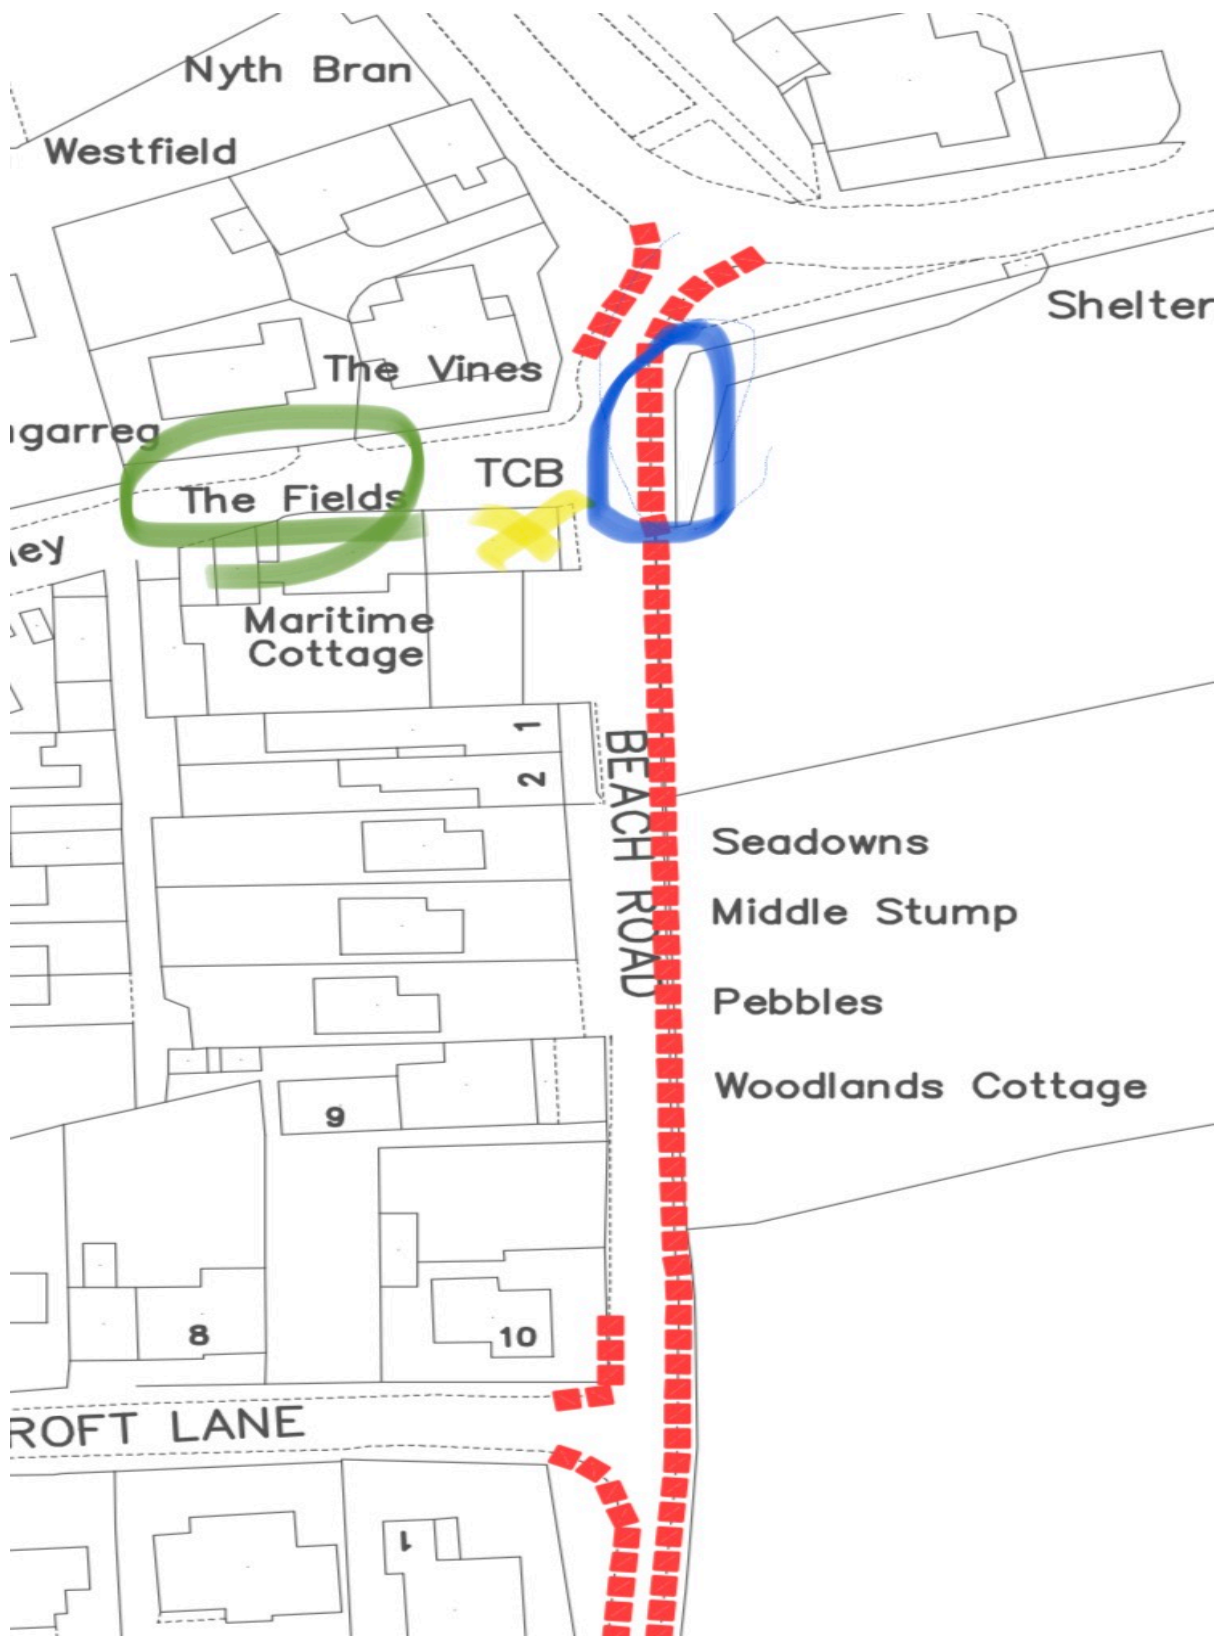 Nyth Bran
Westfield
Shelter
The Vines
garreg
TCB
The Fields
ey
Maritime
Cottage
1
2
BEACH ROAD
Seadowns
Middle Stump
Pebbles
Woodlands Cottage
9
8
10
ROFT LANE
1